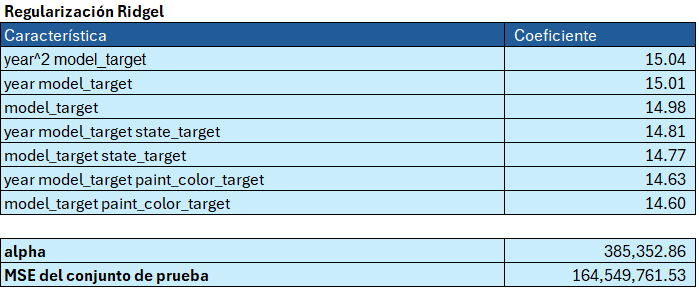 Regularización Ridgel
Característica Coeficiente
year^2 model_target 15.04
year model_target 15.01
model_target 14.98
year model_target state_target 14.81
model_target state_target 14.77
year model_target paint_color_target 14.63
model_target paint_color_target 14.60
alpha 385,352.86
MSE del conjunto de prueba 164,549,761.53